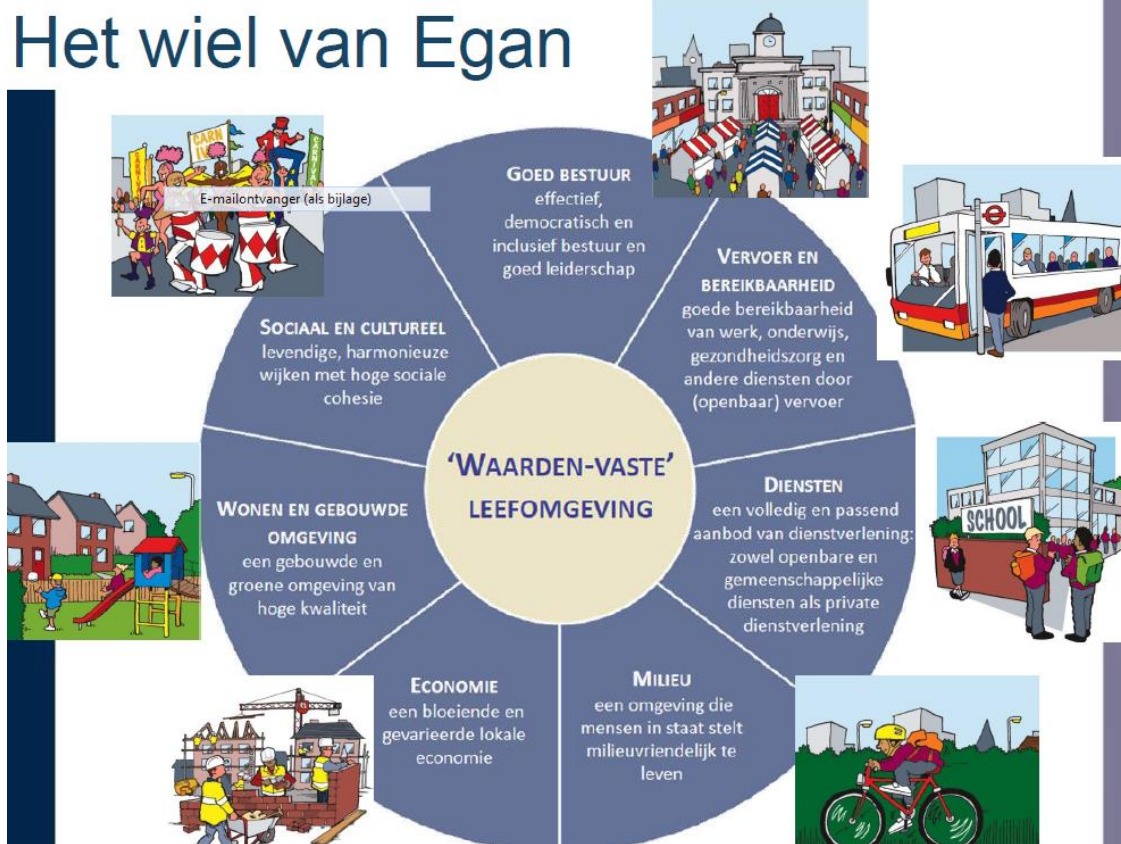 Het wiel van Egan
CARN
IV
CARNIVAL
E-mailontvanger (als bijlage)
GOED BESTUUR
effectief,
democratisch en
inclusief bestuur en
goed leiderschap
VERVOER EN
BEREIKBAARHEID
goede bereikbaarheid
van werk, onderwijs,
gezondheidszorg en
andere diensten door
(openbaar) vervoer
DIENSTEN
een volledig en passend
aanbod van dienstverlening:
zowel openbare en
gemeenschappelijke
diensten als private
dienstverlening
SCHOOL
MILIEU
een omgeving die
mensen in staat stelt
milieuvriendelijk te
leven
ECONOMIE
een bloeiende en
gevarieerde lokale
economie
WONEN EN GEBOUWDE
OMGEVING
een gebouwde en
groene omgeving van
hoge kwaliteit
SOCIAAL EN CULTUREEL
levendige, harmonieuze
wijken met hoge sociale
cohesie
‘WAARDEN-VASTE’
LEEFOMGEVING